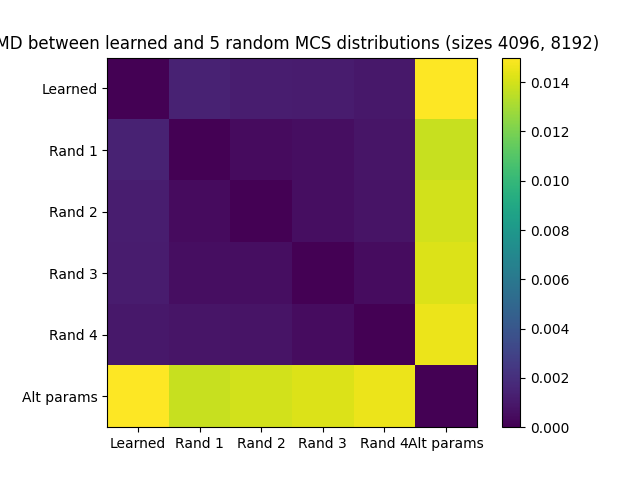 MD between learned and 5 random MCS distributions (sizes 4096, 8192)
Learned
Rand 1
Rand 2
Rand 3
Rand 4
Alt params
Learned Rand 1 Rand 2 Rand 3 Rand 4 Alt params
0.014
0.012
0.010
0.008
0.006
0.004
0.002
0.000